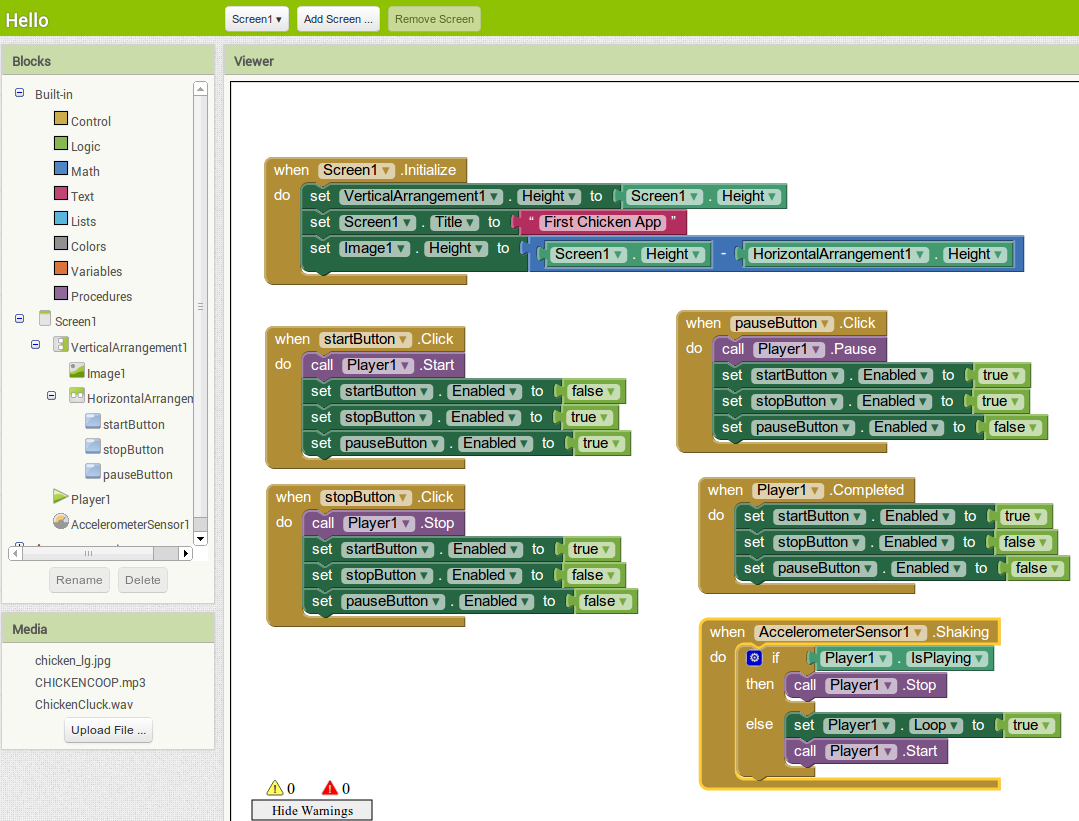 Hello
Screen1 ▾ Add Screen ... Remove Screen
Blocks
Built-in
Control
Logic
Math
Text
Lists
Colors
Variables
Procedures
Screen1
VerticalArrangement1
Image1
HorizontalArrangen
startButton
stopButton
pauseButton
Player1
AccelerometerSensor1
Rename Delete
Media
chicken_lg.jpg
CHICKENCOOP.mp3
ChickenCluck.wav
Upload File ...
Viewer
when Screen1 .Initialize
do set VerticalArrangement1 . Height to Screen1 . Height
set Screen1 . Title to “ First Chicken App ”
set Image1 . Height to Screen1 . Height - HorizontalArrangement1 . Height
when startButton .Click
do call Player1 .Start
set startButton . Enabled to false
set stopButton . Enabled to true
set pauseButton . Enabled to true
when stopButton .Click
do call Player1 .Stop
set startButton . Enabled to true
set stopButton . Enabled to false
set pauseButton . Enabled to false
when pauseButton .Click
do call Player1 .Pause
set startButton . Enabled to true
set stopButton . Enabled to true
set pauseButton . Enabled to false
when Player1 .Completed
do set startButton . Enabled to true
set stopButton . Enabled to false
set pauseButton . Enabled to false
when AccelerometerSensor1 .Shaking
do if Player1 . IsPlaying
then call Player1 .Stop
else set Player1 . Loop to true
call Player1 .Start
0 0
Hide Warnings